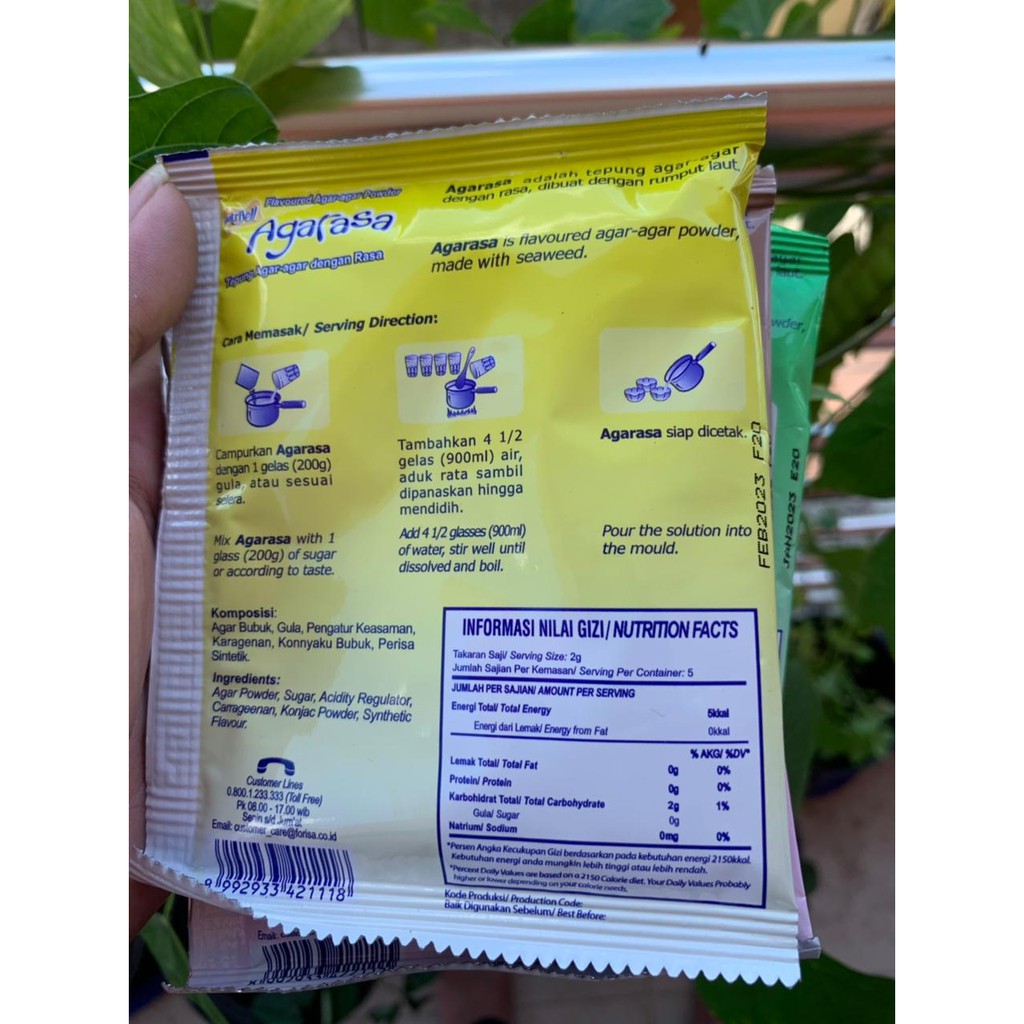 Flavoured Agar-agar Powder
Agarasa
Tepung Agar-agar dengan Rasa
Agarasa adalah tepung agar-agar
dengan rasa, dibuat dengan rumput laut.
Agarasa is flavoured agar-agar powder,
made with seaweed.
Cara Memasak/ Serving Direction:
Campurkan Agarasa
dengan 1 gelas (200g)
gula, atau sesuai
selera.
Mix Agarasa with 1
glass (200g) of sugar
or according to taste.
Tambahkan 4 1/2
gelas (900ml) air,
aduk rata sambil
dipanaskan hingga
mendidih.
Add 4 1/2 glasses (900ml)
of water, stir well until
dissolved and boil.
Agarasa siap dicetak.
Pour the solution into
the mould.
FEB2023 F20
Komposisi:
Agar Bubuk, Gula, Pengatur Keasaman,
Karagenan, Konnyaku Bubuk, Perisa
Sintetik.
Ingredients:
Agar Powder, Sugar, Acidity Regulator,
Carrageenan, Konjac Powder, Synthetic
Flavour.
Customer Lines
0.800.1.233.333 (Toll Free)
Pk 08.00 - 17.00 wib
Senin s/d Jum'at
Email: customer_care@forisa.co.id
9 992933 421118
INFORMASI NILAI GIZI/ NUTRITION FACTS
Takaran Saji/ Serving Size: 2g
Jumlah Sajian Per Kemasan/ Serving Per Container: 5
JUMLAH PER SAJIAN/ AMOUNT PER SERVING
Energi Total/ Total Energy 5kkal
Energi dari Lemak/ Energy from Fat 0kkal
% AKG/ %DV*
Lemak Total/ Total Fat 0g 0%
Protein/ Protein 0g 0%
Karbohidrat Total/ Total Carbohydrate 2g 1%
Gula/ Sugar 0g
Natrium/ Sodium 0mg 0%
*Persen Angka Kecukupan Gizi berdasarkan pada kebutuhan energi 2150kkal.
Kebutuhan energi anda mungkin lebih tinggi atau lebih rendah.
*Percent Daily Values are based on a 2150 Calorie diet. Your Daily Values Probably
higher or lower depending on your calorie needs.
Kode Produksi/ Production Code:
Baik Digunakan Sebelum/ Best Before:
JAN2023 E20